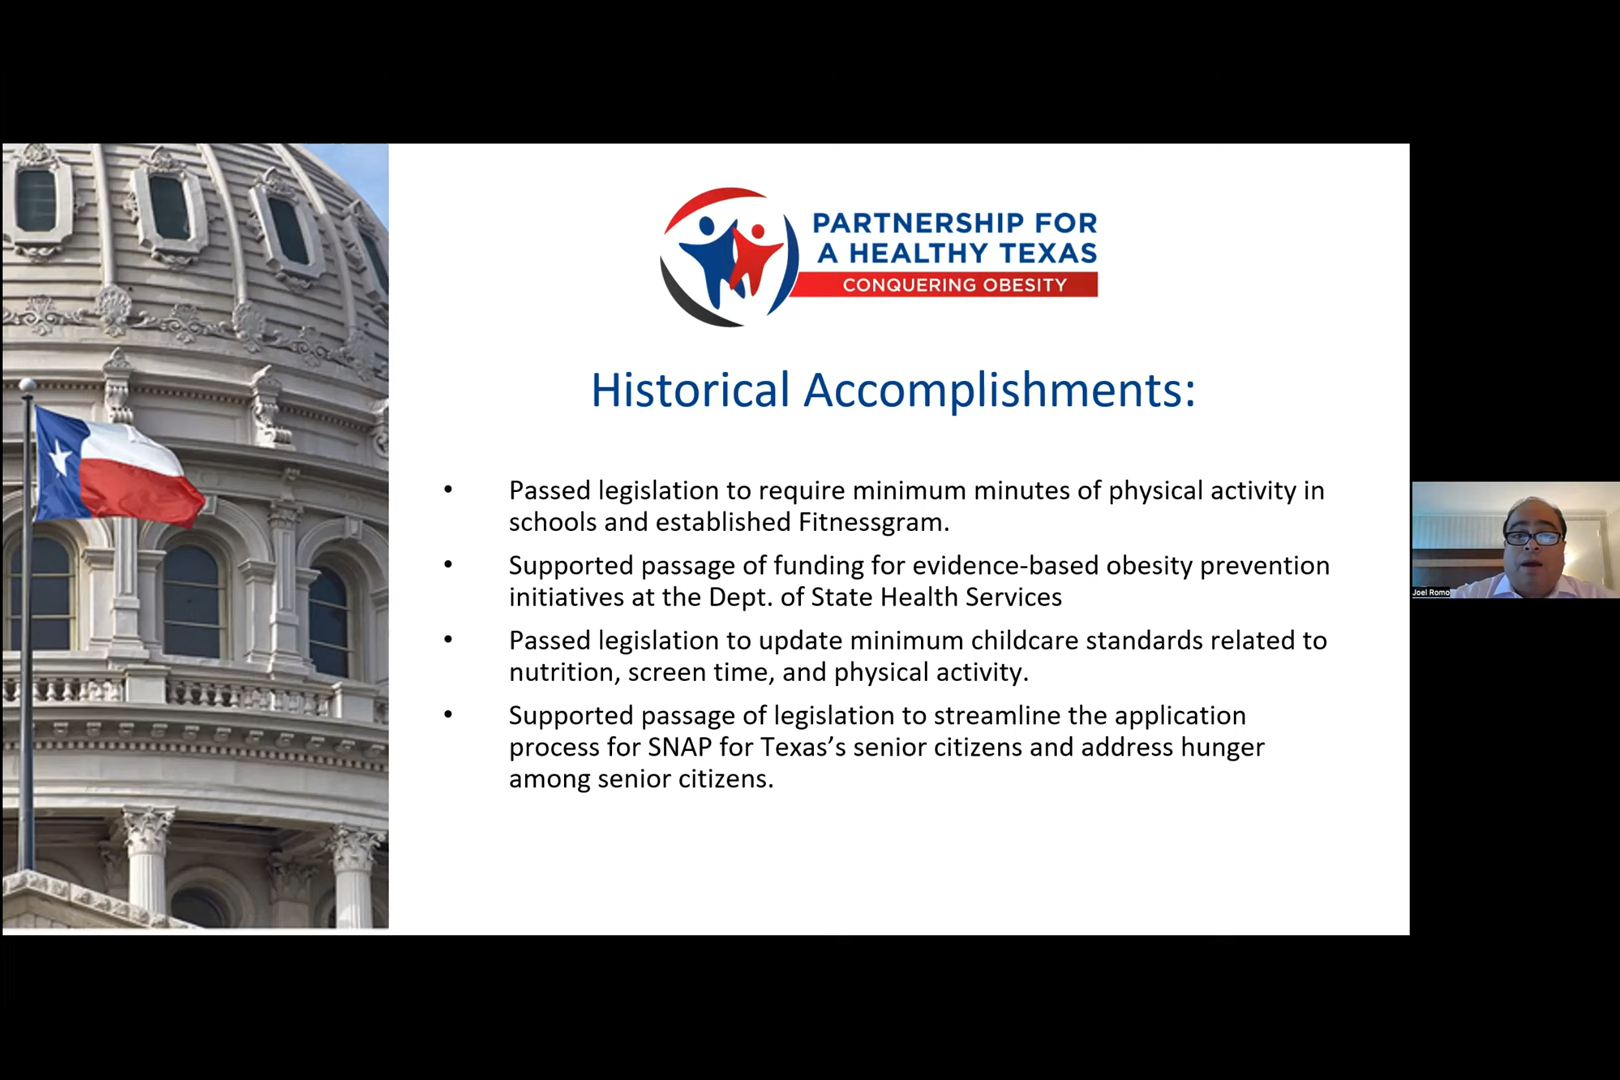 PARTNERSHIP FOR
A HEALTHY TEXAS
CONQUERING OBESITY
Historical Accomplishments:
• Passed legislation to require minimum minutes of physical activity in
schools and established Fitnessgram.
• Supported passage of funding for evidence-based obesity prevention
initiatives at the Dept. of State Health Services
• Passed legislation to update minimum childcare standards related to
nutrition, screen time, and physical activity.
• Supported passage of legislation to streamline the application
process for SNAP for Texas’s senior citizens and address hunger
among senior citizens.
Joel Romo